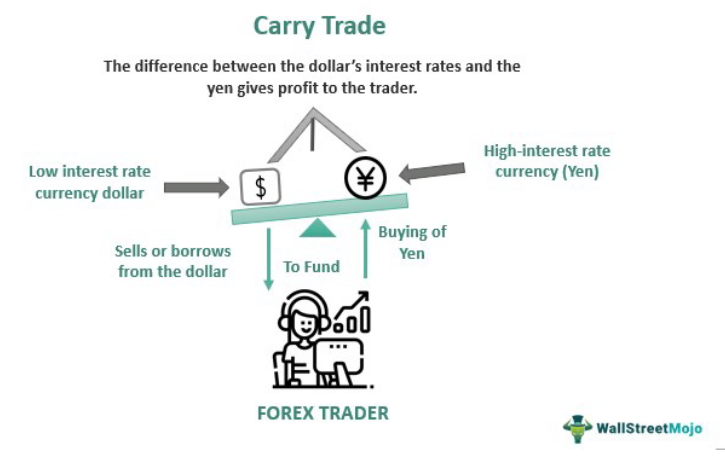 Carry Trade
The difference between the dollar's interest rates and the
yen gives profit to the trader.
Low interest rate
currency dollar
$
¥
High-interest rate
currency (Yen)
Sells or borrows
from the dollar
To Fund
Buying of
Yen
FOREX TRADER
WallStreetMojo